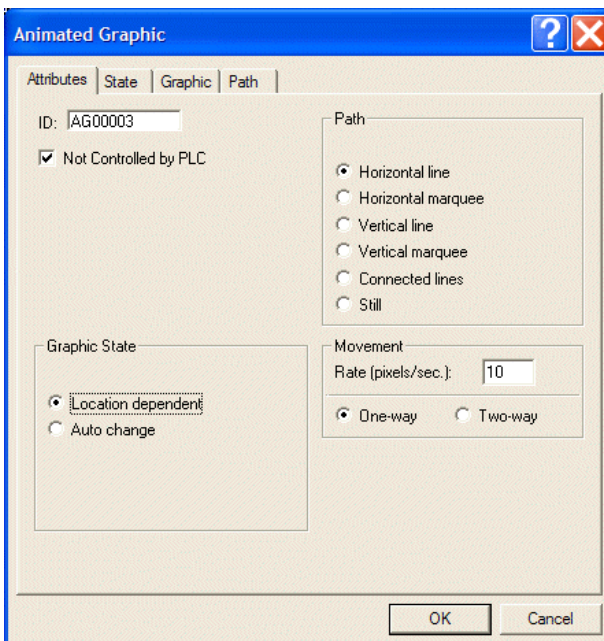 Animated Graphic
Attributes State Graphic Path
ID: AG00003
Not Controlled by PLC
Path
Horizontal line
Horizontal marquee
Vertical line
Vertical marquee
Connected lines
Still
Graphic State
Location dependent
Auto change
Movement
Rate (pixels/sec.): 10
One-way Two-way
OK Cancel